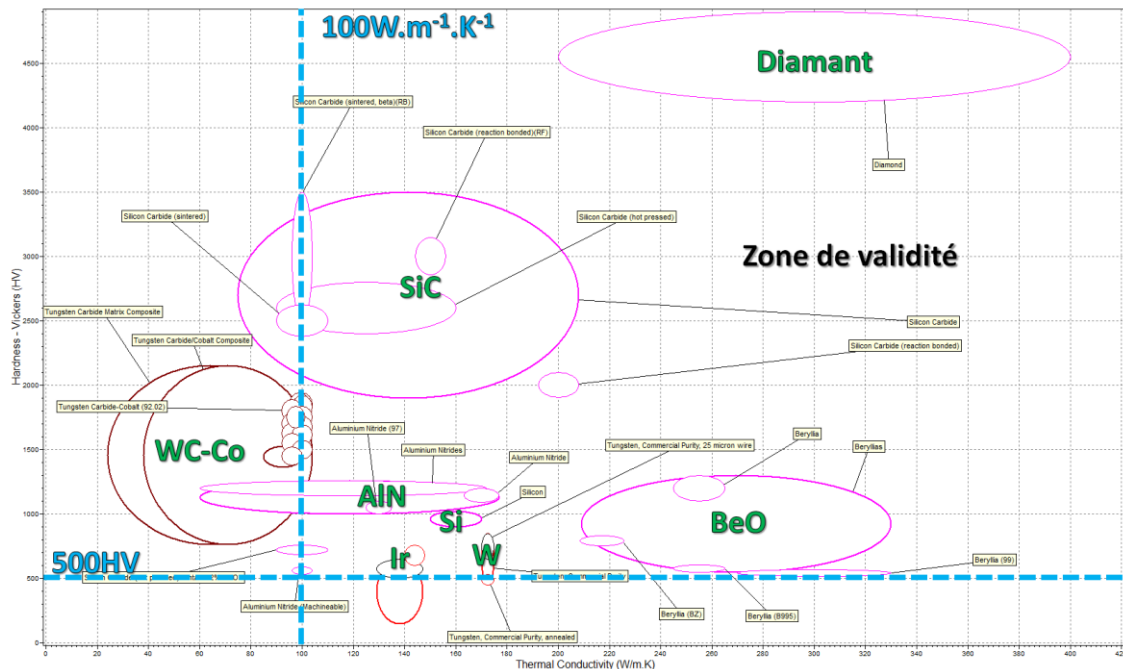 100W.m⁻¹.K⁻¹
Diamant
Silicon Carbide (sintered, beta)(RB)
Silicon Carbide (reaction bonded)(RF)
Diamond
Silicon Carbide (sintered)
Silicon Carbide (hot pressed)
Zone de validité
SiC
Tungsten Carbide Matrix Composite
Silicon Carbide
Tungsten Carbide/Cobalt Composite
Silicon Carbide (reaction bonded)
Tungsten Carbide-Cobalt (92.02)
Aluminium Nitride (97)
Tungsten, Commercial Purity, 25 micron wire
Beryllia
WC-Co
Aluminium Nitrides
Aluminium Nitride
Beryllias
AlN
Silicon
Si
BeO
Ir
W
500HV
Tungsten, Commercial Purity
Beryllia (99)
Aluminium Nitride (Machineable)
Beryllia (BZ)
Beryllia (B995)
Tungsten, Commercial Purity, annealed
Hardness - Vickers (HV)
4500
4000
3500
3000
2500
2000
1500
1000
500
0
0 20 40 60 80 100 120 140 160 180 200 220 240 260 280 300 320 340 360 380 400
Thermal Conductivity (W/m.K)